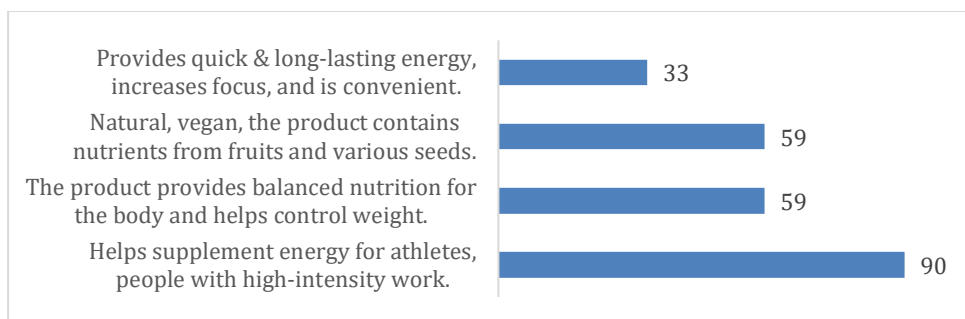 Provides quick & long-lasting energy,
increases focus, and is convenient.
33
Natural, vegan, the product contains
nutrients from fruits and various seeds.
59
The product provides balanced nutrition for
the body and helps control weight.
59
Helps supplement energy for athletes,
people with high-intensity work.
90